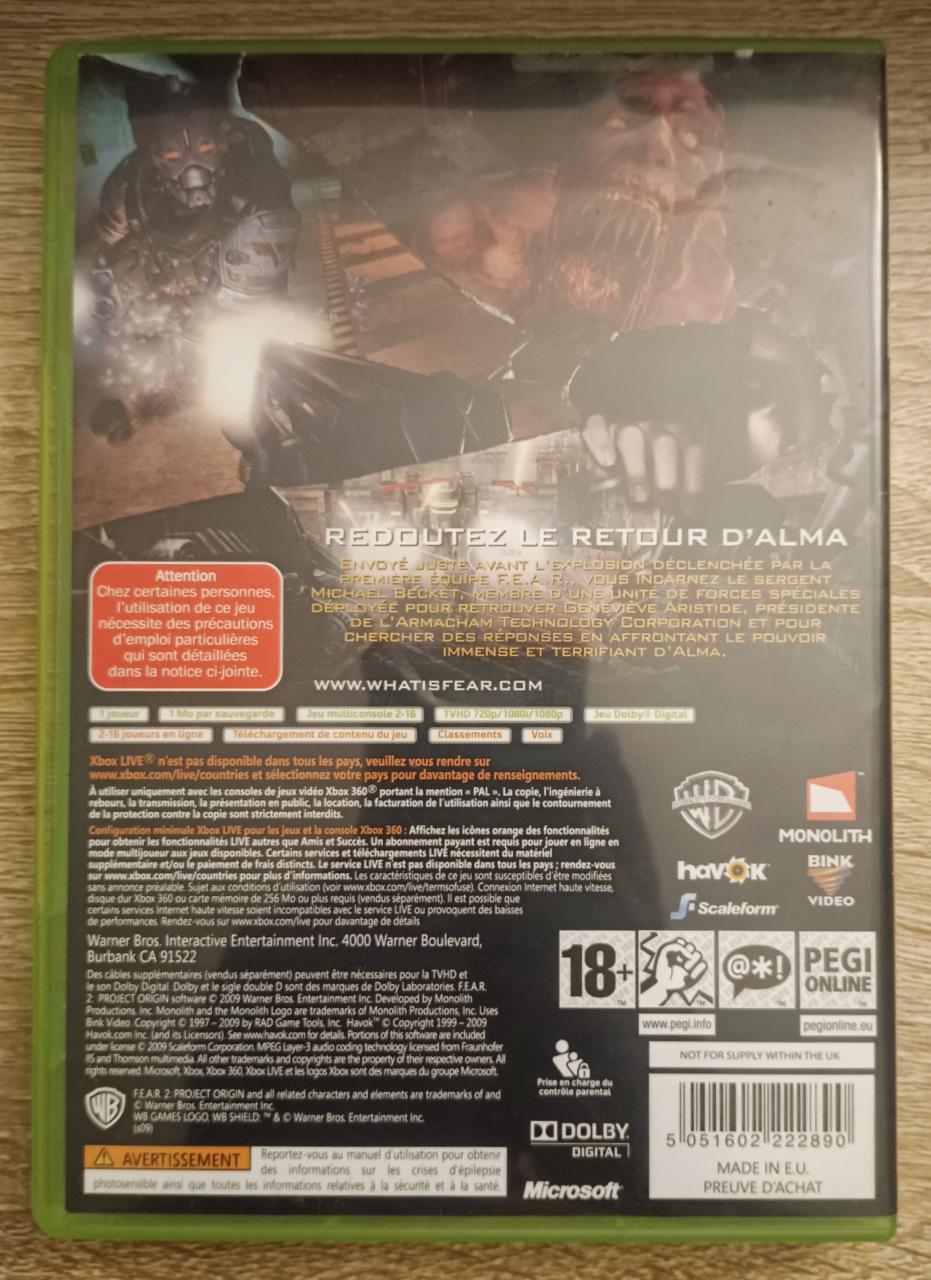 REDOUTEZ LE RETOUR D'ALMA
ENVOYÉ JUSTE AVANT L'EXPLOSION DÉCLENCHÉE PAR LA
PREMIÈRE ÉQUIPE F.E.A.R., VOUS INCARNEZ LE SERGENT
MICHAEL BECKET, MEMBRE D'UNE UNITÉ DE FORCES SPÉCIALES
DÉPLOYÉE POUR RETROUVER GENEVIÈVE ARISTIDE, PRÉSIDENTE
DE L'ARMACHAM TECHNOLOGY CORPORATION ET POUR
CHERCHER DES RÉPONSES EN AFFRONTANT LE POUVOIR
IMMENSE ET TERRIFIANT D'ALMA.
WWW.WHATISFEAR.COM
Attention
Chez certaines personnes,
l'utilisation de ce jeu
nécessite des précautions
d'emploi particulières
qui sont détaillées
dans la notice ci-jointe.
1 joueur 1 Mo par sauvegarde Jeu multiconsole 2-16 TVHD 720p/1080i/1080p Jeu Dolby® Digital
2-16 joueurs en ligne Téléchargement de contenu du jeu Classements Voix
Xbox LIVE® n'est pas disponible dans tous les pays, veuillez vous rendre sur
www.xbox.com/live/countries et sélectionnez votre pays pour davantage de renseignements.
À utiliser uniquement avec les consoles de jeux vidéo Xbox 360® portant la mention « PAL ». La copie, l'ingénierie à
rebours, la transmission, la présentation en public, la location, la facturation de l'utilisation ainsi que le contournement
de la protection contre la copie sont strictement interdits.
Configuration minimale Xbox LIVE pour les jeux et la console Xbox 360 : Affichez les icônes orange des fonctionnalités
pour obtenir les fonctionnalités LIVE autres que Amis et Succès. Un abonnement payant est requis pour jouer en ligne en
mode multijoueur aux jeux disponibles. Certains services et téléchargements LIVE nécessitent du matériel
supplémentaire et/ou le paiement de frais distincts. Le service LIVE n'est pas disponible dans tous les pays ; rendez-vous
sur www.xbox.com/live/countries pour plus d'informations. Les caractéristiques de ce jeu sont susceptibles d'être modifiées
sans annonce préalable. Sujet aux conditions d'utilisation (voir www.xbox.com/live/termsofuse). Connexion Internet haute vitesse,
disque dur Xbox 360 ou carte mémoire de 256 Mo ou plus requis (vendus séparément). Il est possible que
certains services Internet haute vitesse soient incompatibles avec le service LIVE ou provoquent des baisses
de performances. Rendez-vous sur www.xbox.com/live pour davantage de détails
WB
MONOLITH
havok
BINK
VIDEO
Scaleform
Warner Bros. Interactive Entertainment Inc. 4000 Warner Boulevard,
Burbank CA 91522
Des câbles supplémentaires (vendus séparément) peuvent être nécessaires pour la TVHD et
le son Dolby Digital. Dolby et le sigle double D sont des marques de Dolby Laboratories. F.E.A.R.
2: PROJECT ORIGIN software © 2009 Warner Bros. Entertainment Inc. Developed by Monolith
Productions, Inc. Monolith and the Monolith Logo are trademarks of Monolith Productions, Inc. Uses
Bink Video. Copyright © 1997 – 2009 by RAD Game Tools, Inc. Havok™ © Copyright 1999 – 2009
Havok.com Inc. (and its Licensors). See www.havok.com for details. Portions of this software are included
under license © 2009 Scaleform Corporation. MPEG Layer-3 audio coding technology licensed from Fraunhofer
IIS and Thomson multimedia. All other trademarks and copyrights are the property of their respective owners. All
rights reserved. Microsoft, Xbox, Xbox 360, Xbox LIVE et les logos Xbox sont des marques du groupe Microsoft.
18+ @*! PEGI
ONLINE
www.pegi.info pegionline.eu
NOT FOR SUPPLY WITHIN THE UK
Prise en charge du
contrôle parental
WB
F.E.A.R. 2: PROJECT ORIGIN and all related characters and elements are trademarks of and
© Warner Bros. Entertainment Inc.
WB GAMES LOGO, WB SHIELD: ™ & © Warner Bros. Entertainment Inc.
(s09)
DOLBY
DIGITAL
5 051602 222890
MADE IN E.U.
PREUVE D'ACHAT
AVERTISSEMENT
Reportez-vous au manuel d'utilisation pour obtenir
des informations sur les crises d'épilepsie
photosensible ainsi que toutes les informations relatives à la sécurité et à la santé.
Microsoft